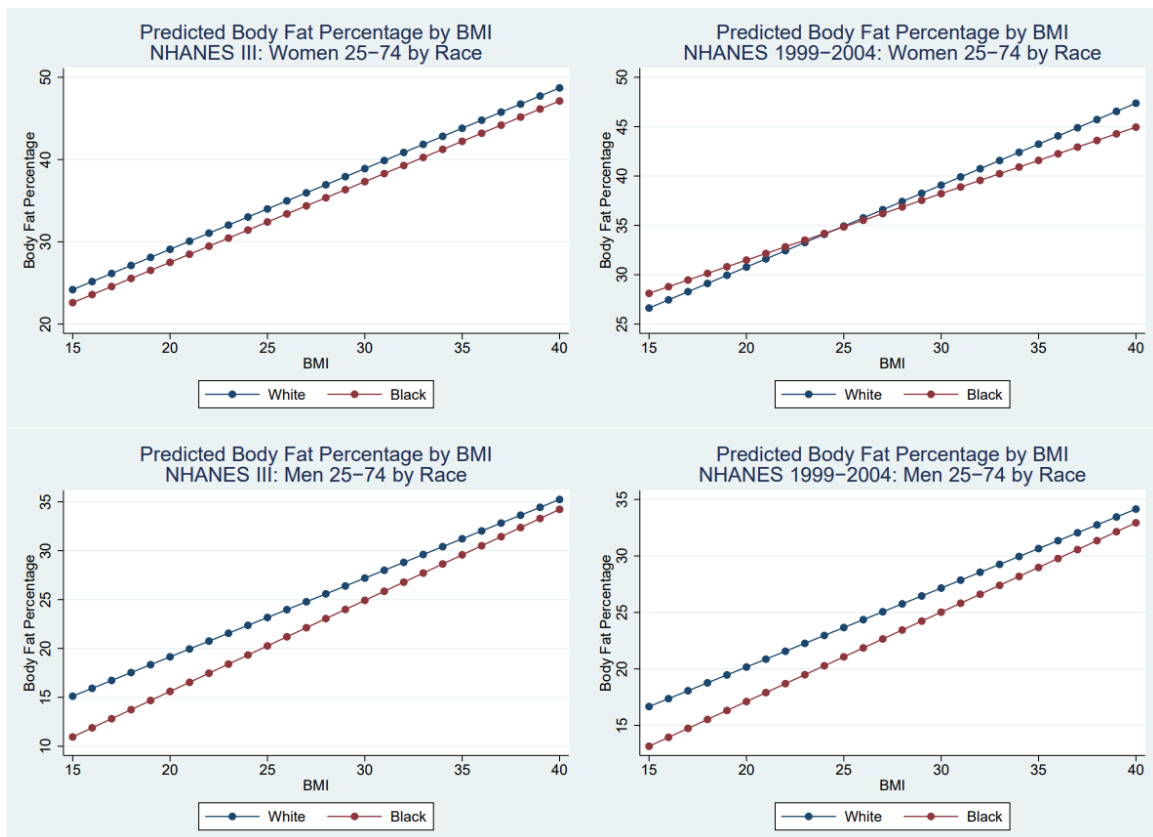 Predicted Body Fat Percentage by BMI
NHANES III: Women 25−74 by Race
Body Fat Percentage
50
40
30
20
15 20 25 30 35 40
BMI
White Black
Predicted Body Fat Percentage by BMI
NHANES 1999−2004: Women 25−74 by Race
Body Fat Percentage
50
45
40
35
30
25
15 20 25 30 35 40
BMI
White Black
Predicted Body Fat Percentage by BMI
NHANES III: Men 25−74 by Race
Body Fat Percentage
35
30
25
20
15
10
15 20 25 30 35 40
BMI
White Black
Predicted Body Fat Percentage by BMI
NHANES 1999−2004: Men 25−74 by Race
Body Fat Percentage
35
30
25
20
15
15 20 25 30 35 40
BMI
White Black